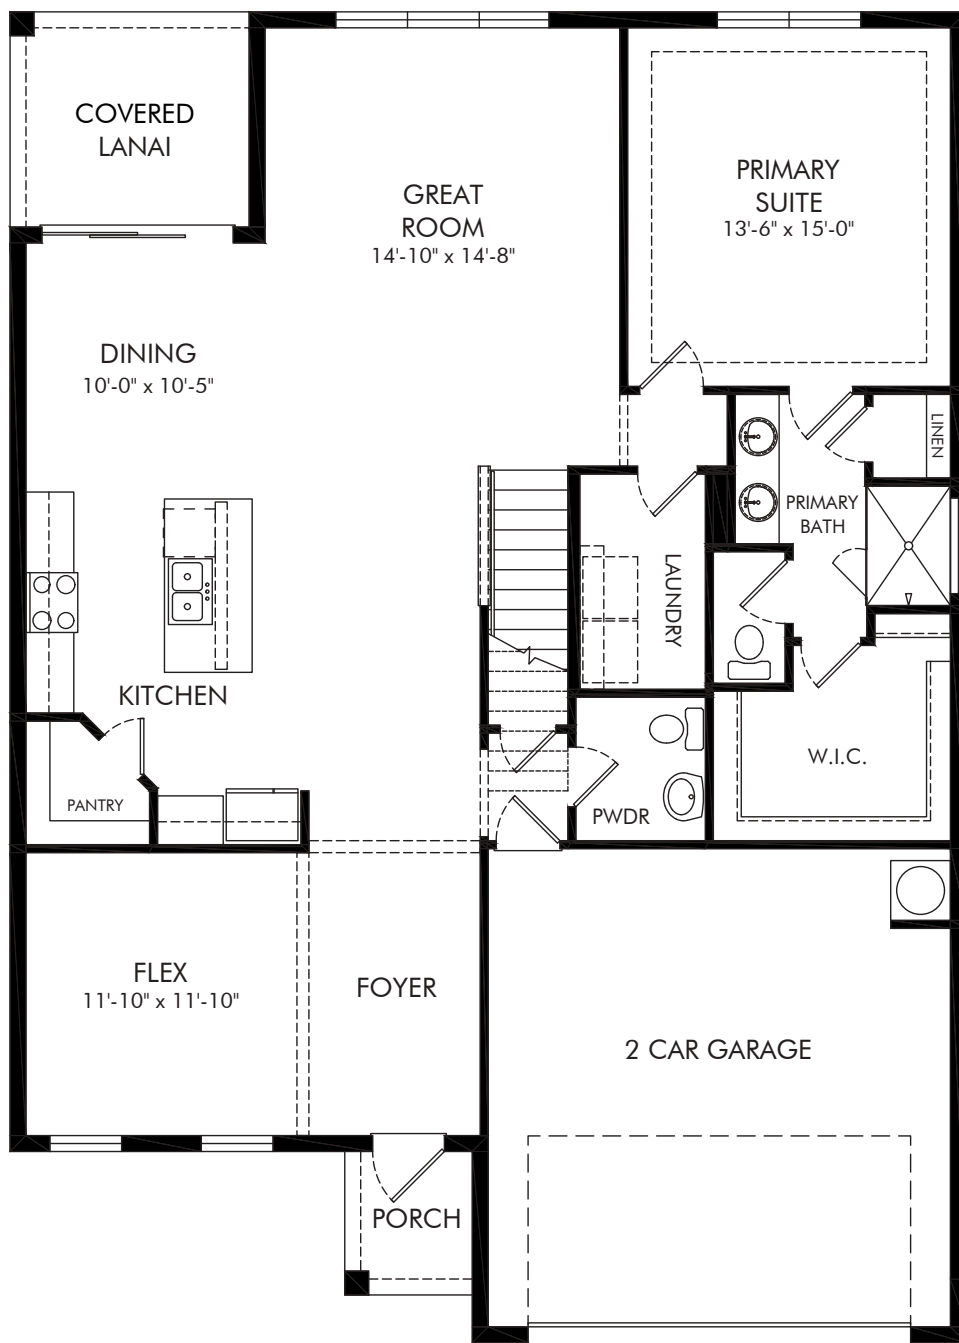 COVERED
LANAI
GREAT
ROOM
14'-10" x 14'-8"
PRIMARY
SUITE
13'-6" x 15'-0"
DINING
10'-0" x 10'-5"
LINEN
PRIMARY
BATH
LAUNDRY
KITCHEN
W.I.C.
PANTRY
PWDR
FLEX
11'-10" x 11'-10"
FOYER
2 CAR GARAGE
PORCH